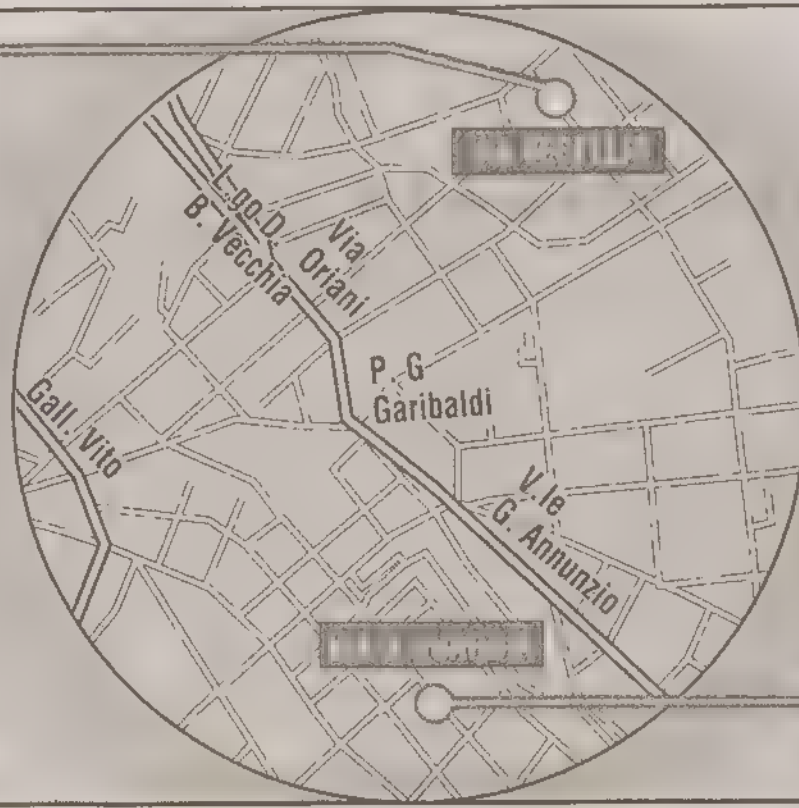 L.go. D.
B. Vecchia
Via
Oriani
P. G
Garibaldi
Gall. Vito
V.le
G. Annunzio